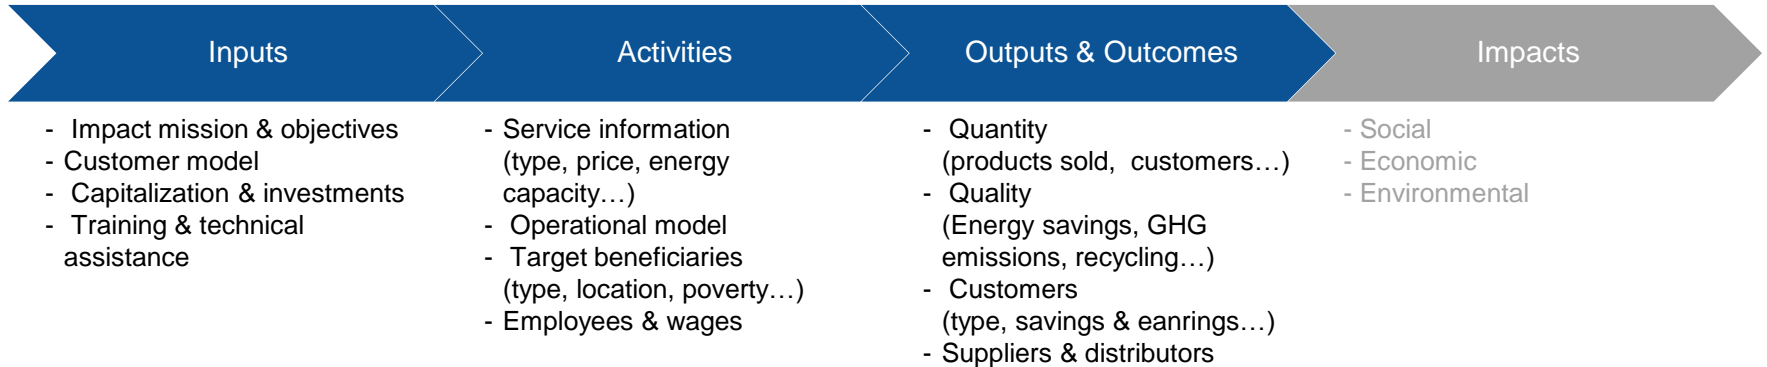 Inputs
Activities
Outputs & Outcomes
Impacts
- Impact mission & objectives
- Customer model
- Capitalization & investments
- Training & technical
assistance
- Service information
(type, price, energy
capacity…)
- Operational model
- Target beneficiaries
(type, location, poverty…)
- Employees & wages
- Quantity
(products sold, customers…)
- Quality
(Energy savings, GHG
emissions, recycling…)
- Customers
(type, savings & eanrings…)
- Suppliers & distributors
- Social
- Economic
- Environmental